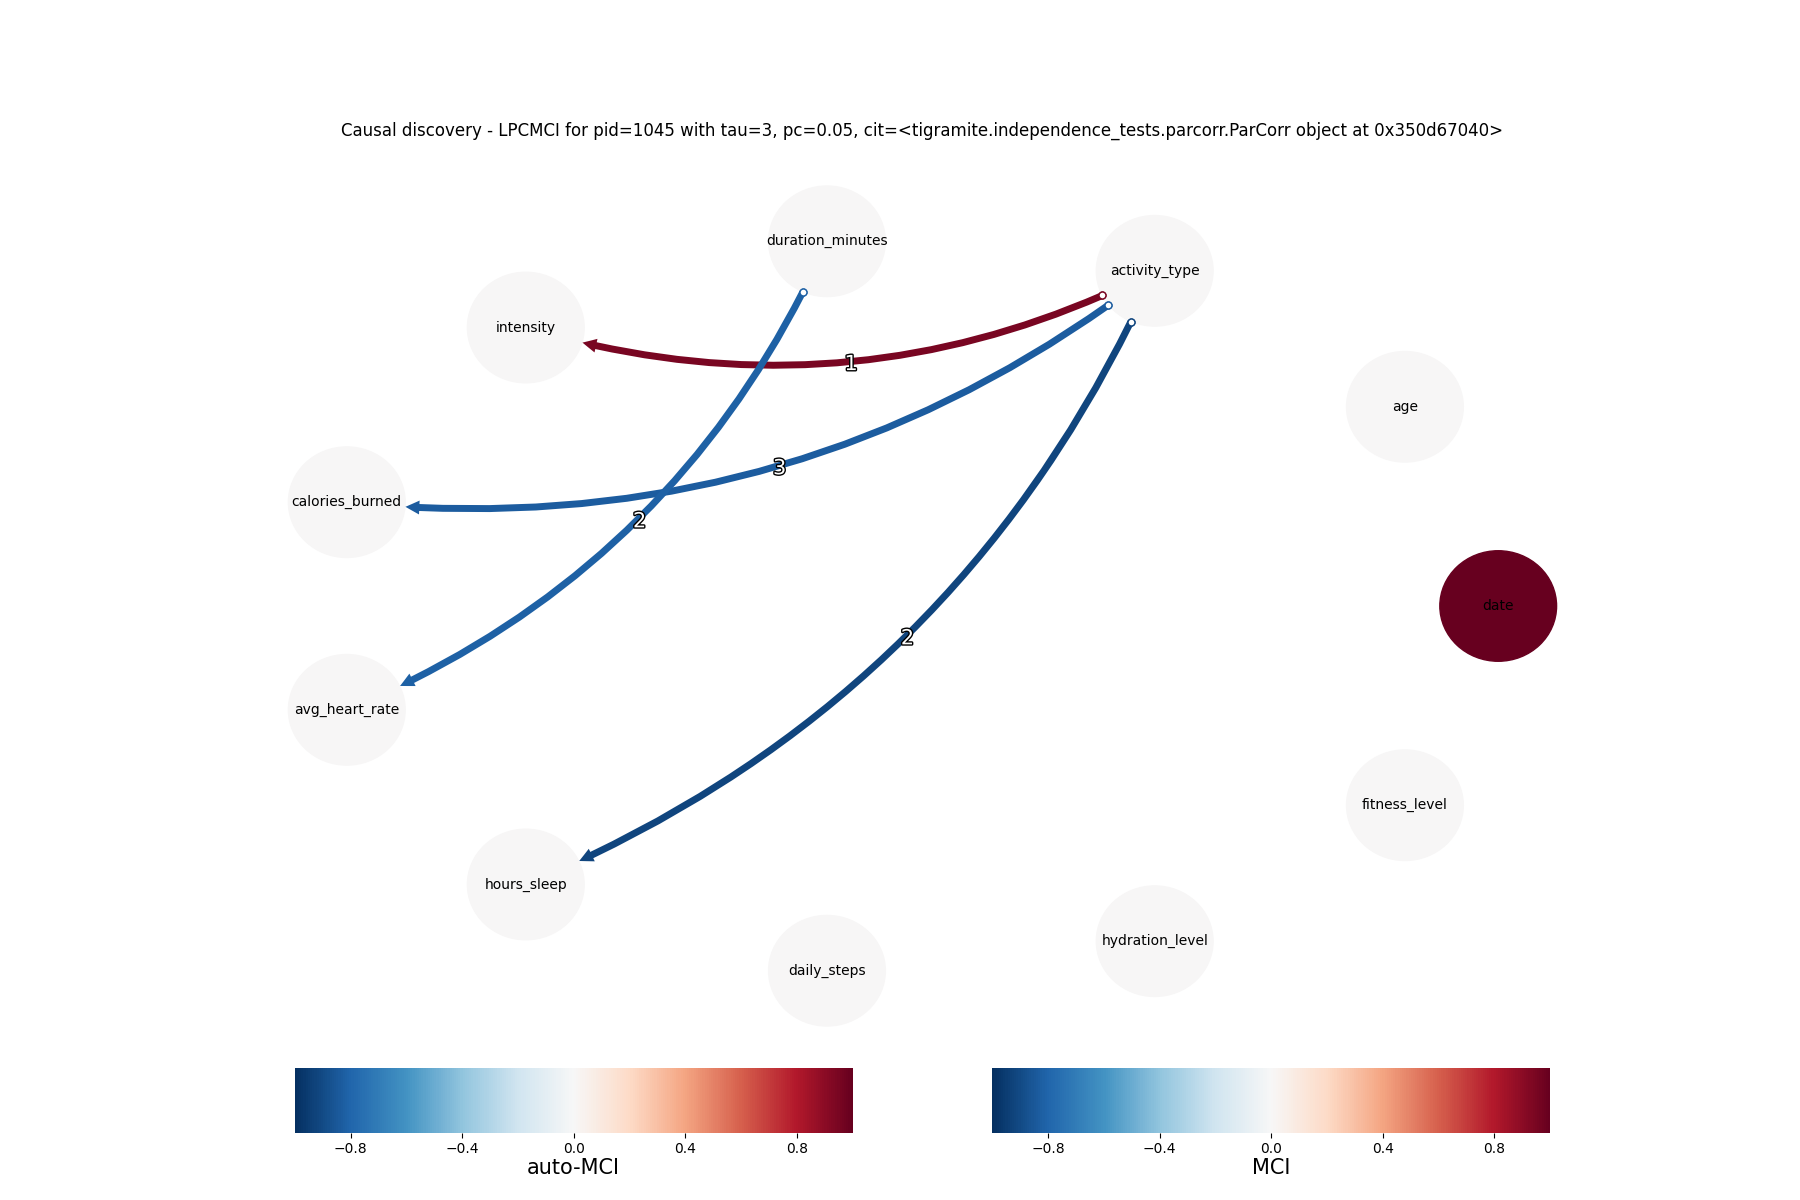 Causal discovery - LPCMCI for pid=1045 with tau=3, pc=0.05, cit=<tigramite.independence_tests.parcorr.ParCorr object at 0x350d67040>
duration_minutes
activity_type
intensity
1
age
3
calories_burned
2
date
2
avg_heart_rate
fitness_level
hours_sleep
hydration_level
daily_steps
−0.8 −0.4 0.0 0.4 0.8
auto-MCI
−0.8 −0.4 0.0 0.4 0.8
MCI